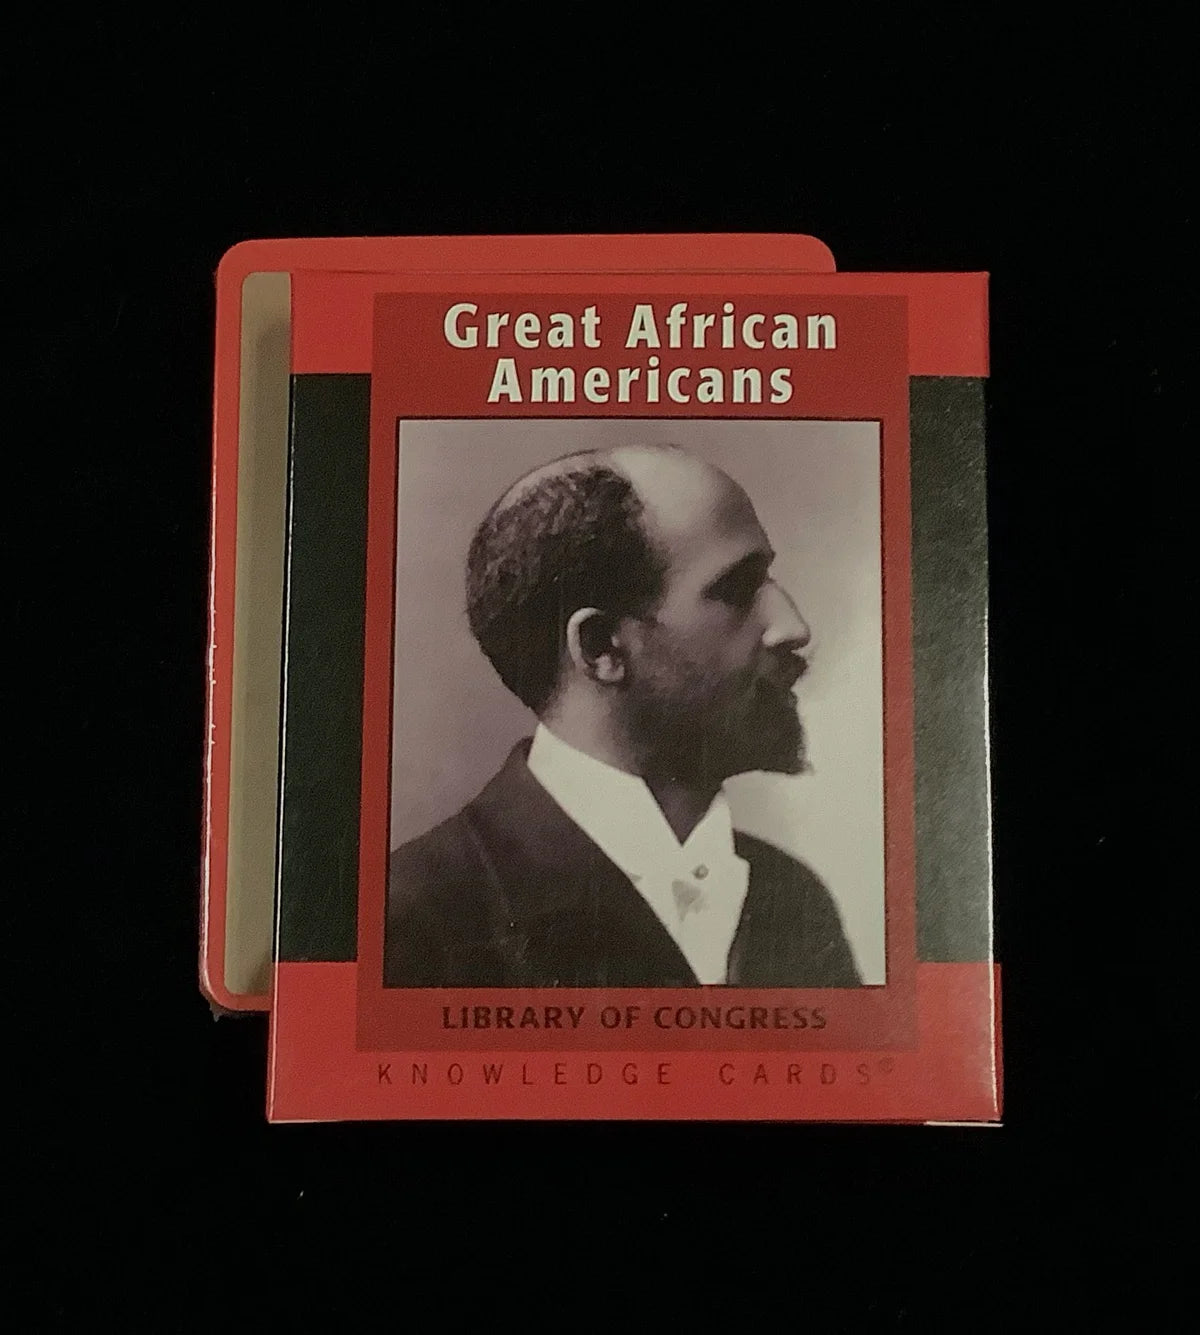 Great African
Americans
LIBRARY OF CONGRESS
KNOWLEDGE CARDS®